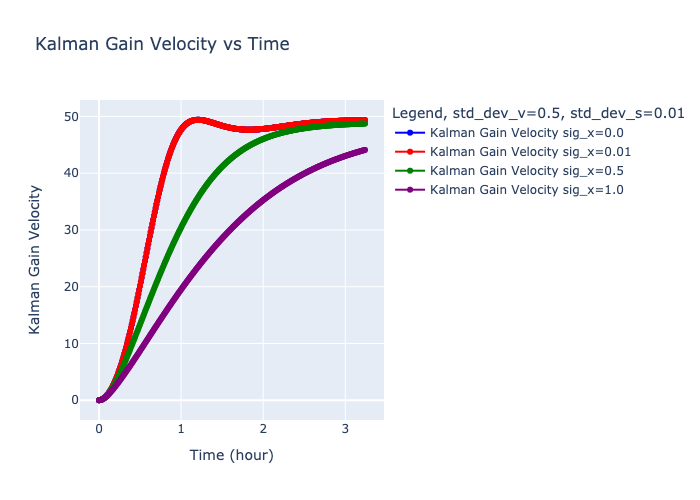 Kalman Gain Velocity vs Time
Legend, std_dev_v=0.5, std_dev_s=0.01
Kalman Gain Velocity sig_x=0.0
Kalman Gain Velocity sig_x=0.01
Kalman Gain Velocity sig_x=0.5
Kalman Gain Velocity sig_x=1.0
Kalman Gain Velocity
50
40
30
20
10
0
0 1 2 3
Time (hour)